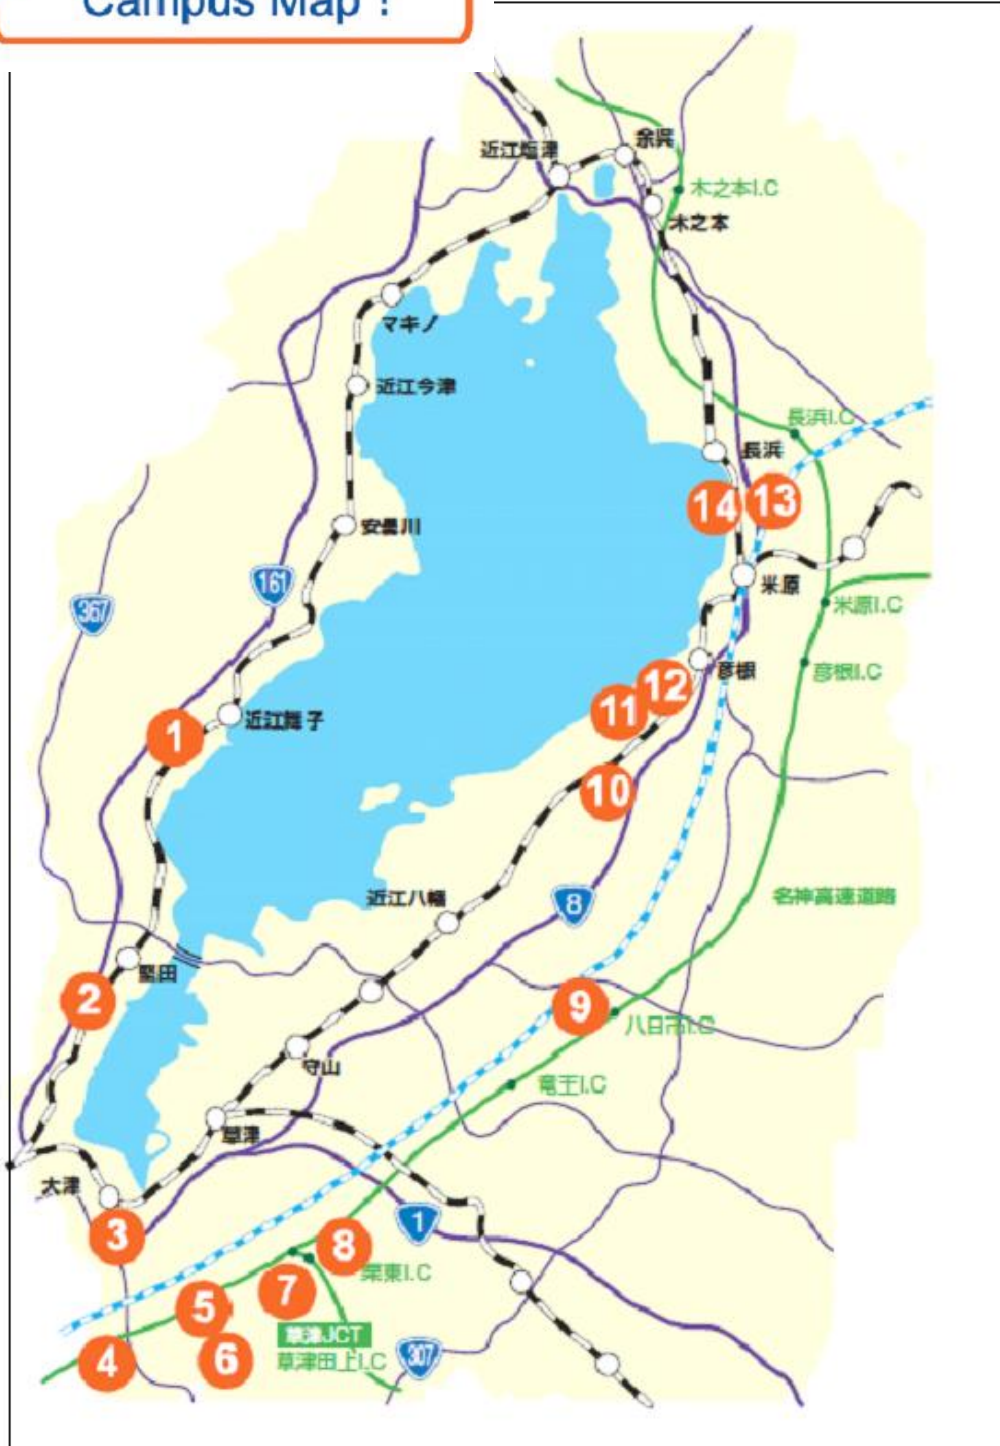 Campus Map !
余呉
近江塩津
木之本I.C
木之本
マキノ
近江今津
長浜I.C
長浜
14
13
安曇川
161
367
米原
米原I.C
彦根
彦根I.C
12
11
近江舞子
1
10
近江八幡
8
名神高速道路
堅田
2
9
八日市I.C
守山
竜王I.C
草津
大津
3
1
8
栗東I.C
7
5
草津JCT
4
6
草津田上I.C
307